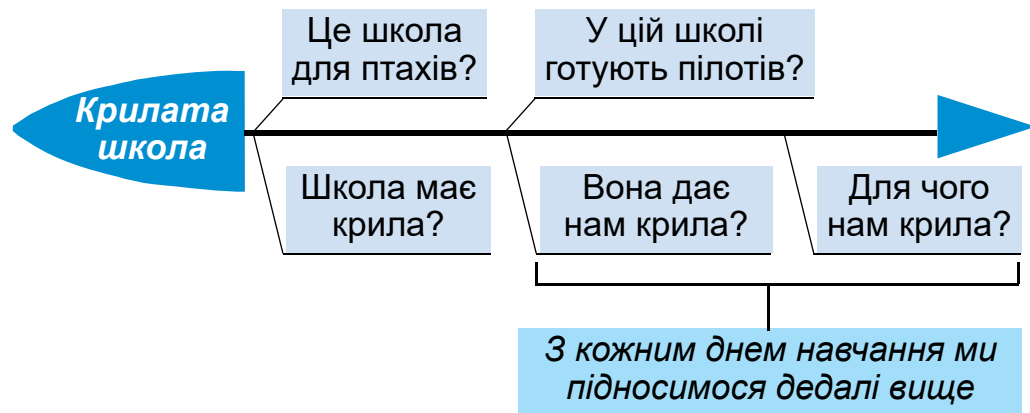 Це школа
для птахів?
У цій школі
готують пілотів?
Крилата
школа
Школа має
крила?
Вона дає
нам крила?
Для чого
нам крила?
З кожним днем навчання ми
підносимося дедалі вище